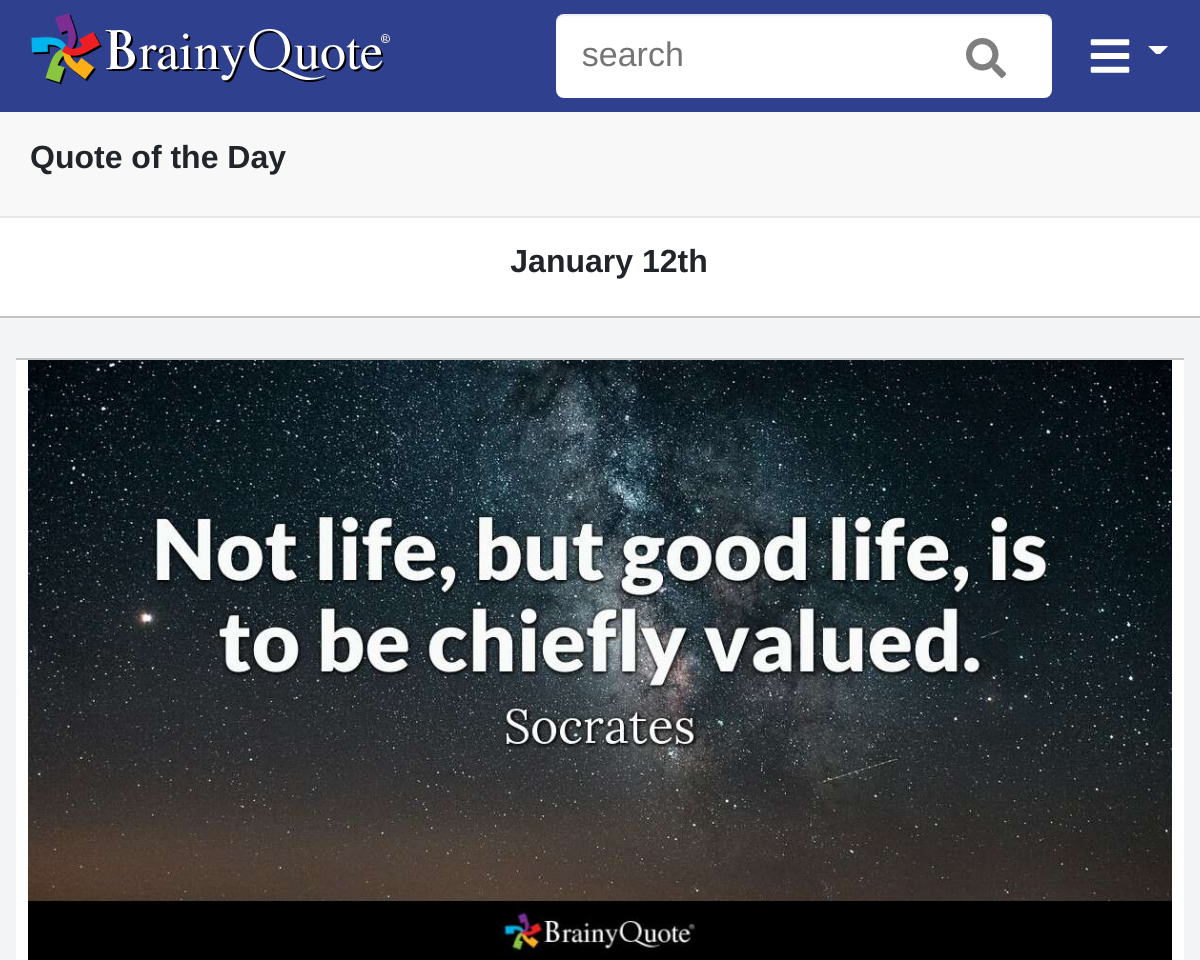 BrainyQuote®
search
Quote of the Day
January 12th
Not life, but good life, is
to be chiefly valued.
Socrates
BrainyQuote®